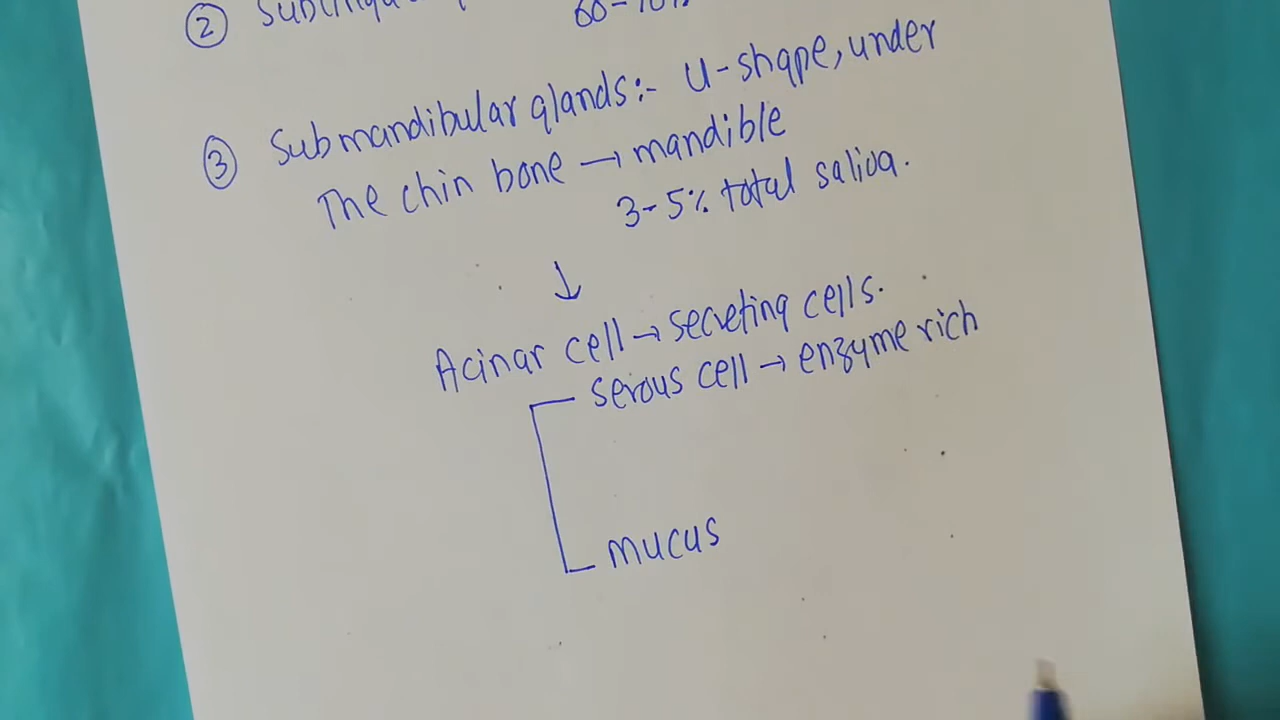 ②
③ Submandibular glands:- U-shape, under
The chin bone → mandible
3-5% total saliva.
↓
Acinar cell → secreting cells.
serous cell → enzyme rich
mucus